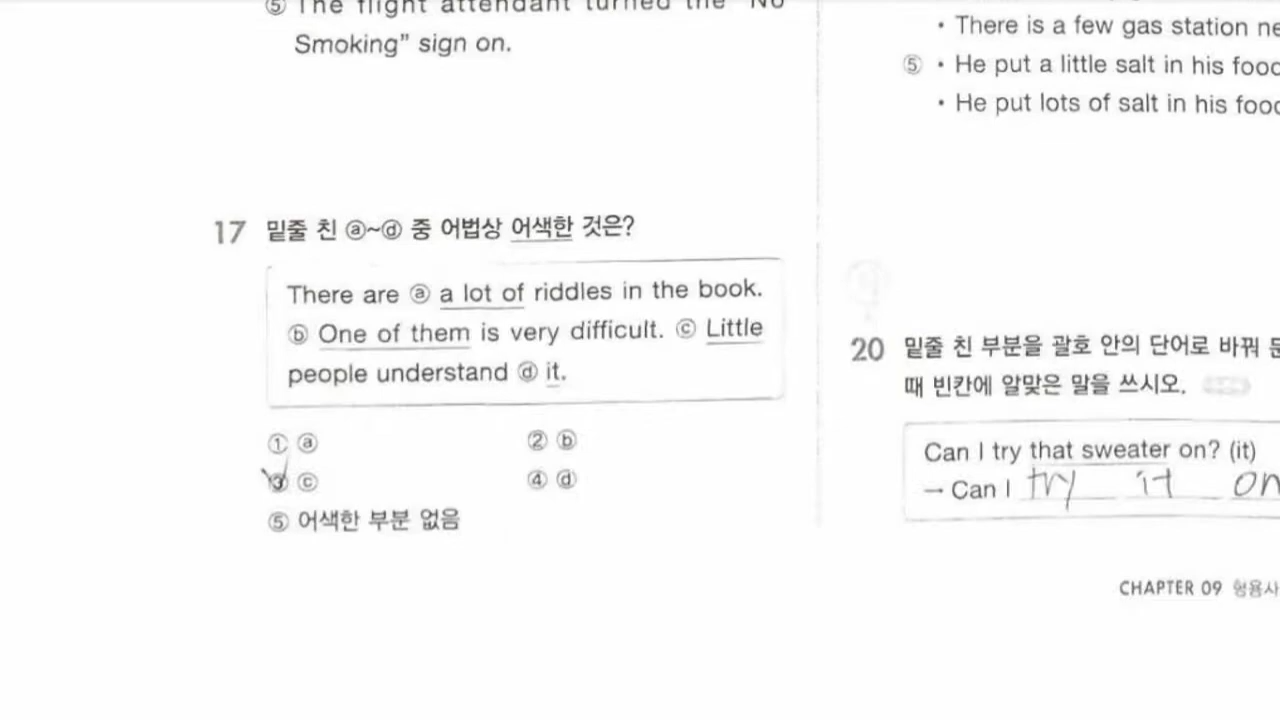 ⑤ The flight attendant turned the "No
Smoking" sign on.
17 밑줄 친 ⓐ~ⓓ 중 어법상 어색한 것은?
There are ⓐ a lot of riddles in the book.
ⓑ One of them is very difficult. ⓒ Little
people understand ⓓ it.
① ⓐ
② ⓑ
③ ⓒ
④ ⓓ
⑤ 어색한 부분 없음
• There is a few gas station ne
⑤ • He put a little salt in his food
• He put lots of salt in his food
20 밑줄 친 부분을 괄호 안의 단어로 바꿔 문
때 빈칸에 알맞은 말을 쓰시오.
Can I try that sweater on? (it)
→ Can I try it on
CHAPTER 09 형용사